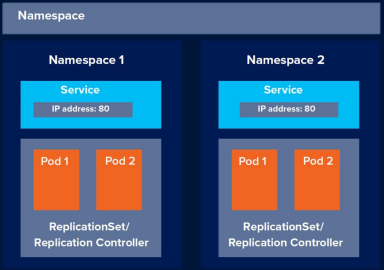 Namespace
Namespace 1
Service
IP address: 80
Pod 1
Pod 2
ReplicationSet/
Replication Controller
Namespace 2
Service
IP address: 80
Pod 1
Pod 2
ReplicationSet/
Replication Controller